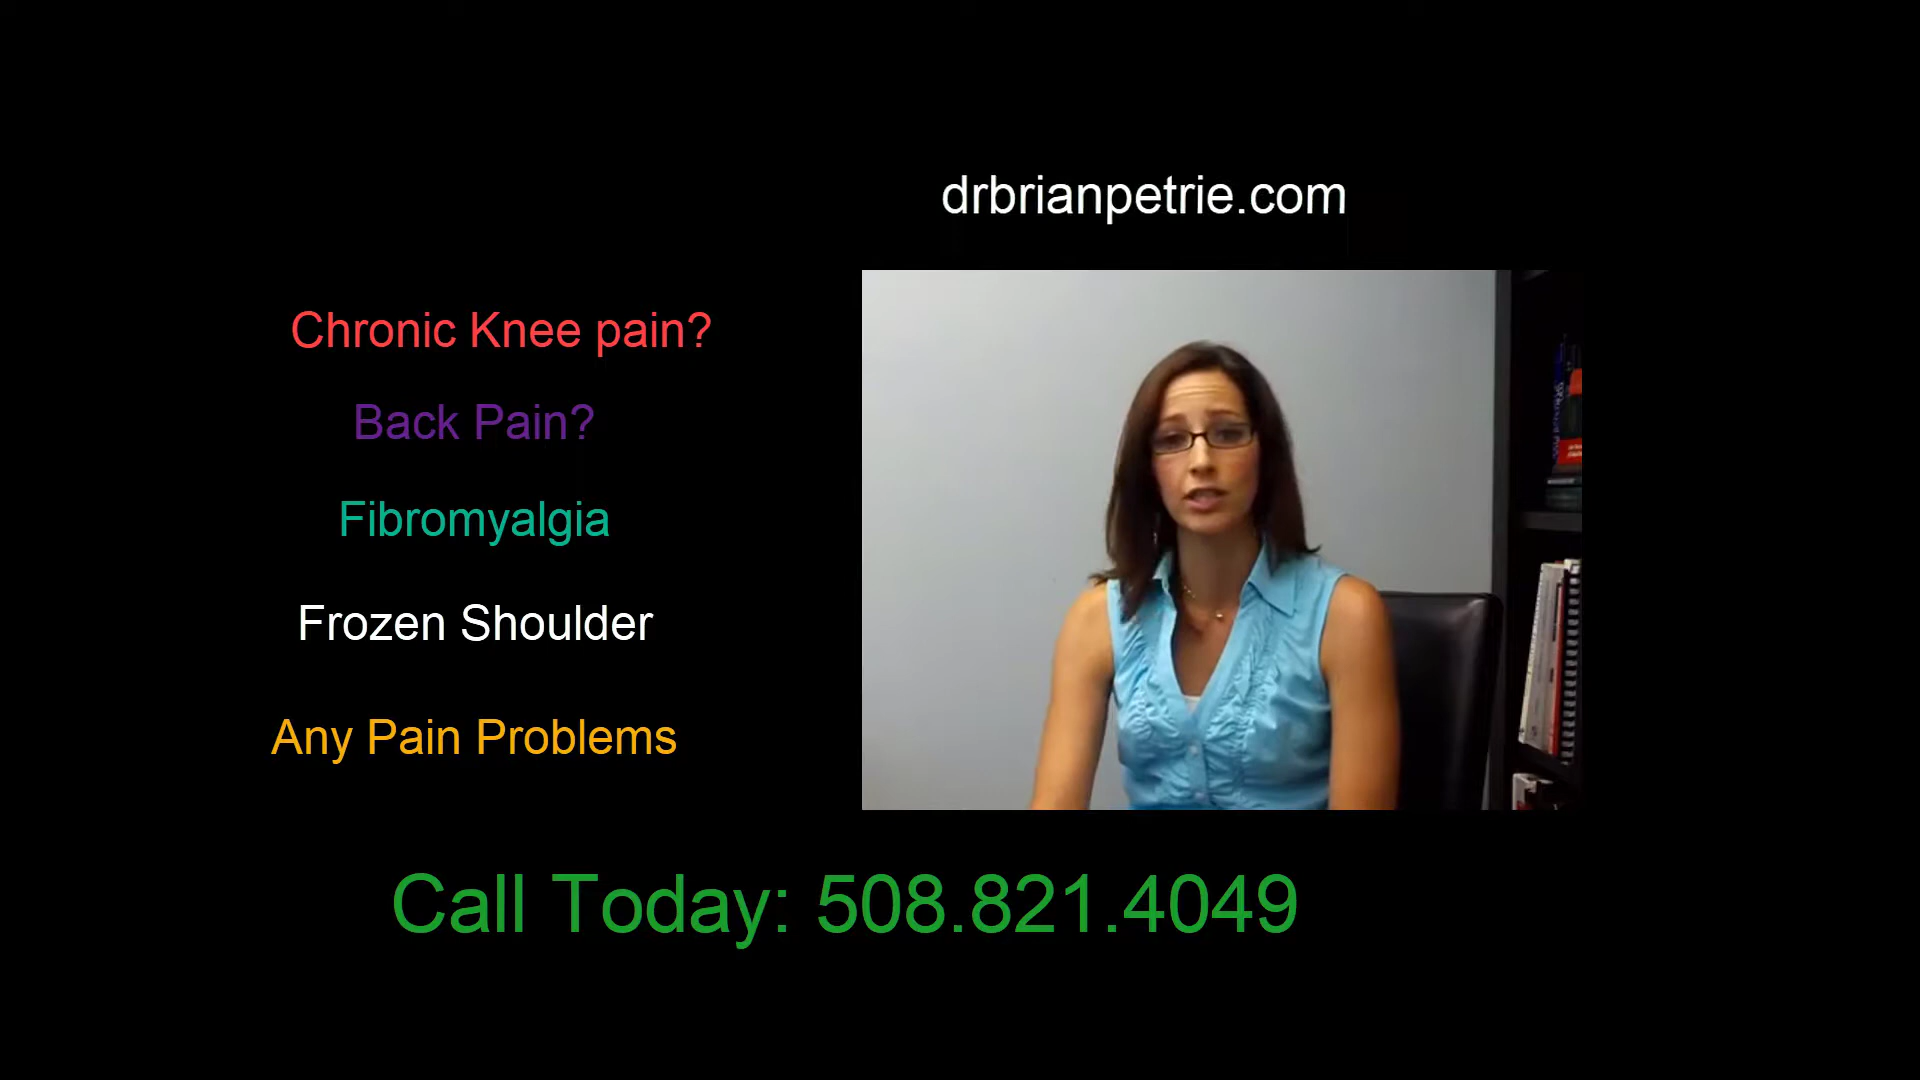 drbrianpetrie.com
Chronic Knee pain?
Back Pain?
Fibromyalgia
Frozen Shoulder
Any Pain Problems
Call Today: 508.821.4049